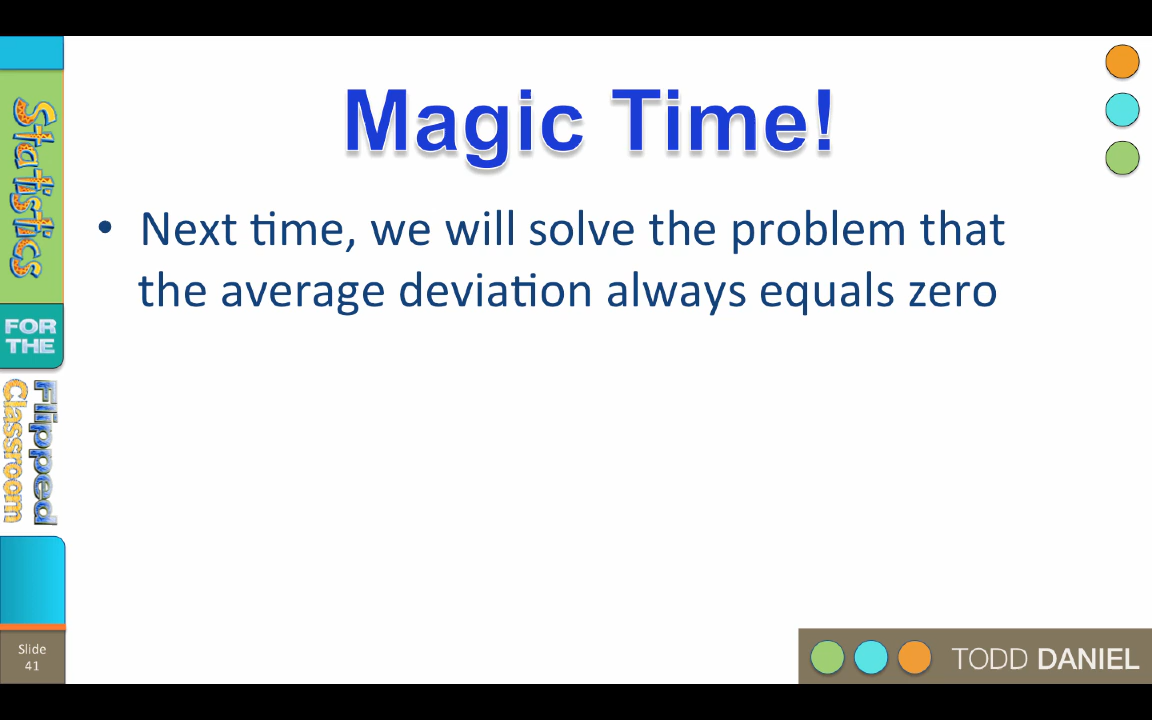 Statistics
FOR
THE
Flipped
Classroom
Magic Time!
• Next time, we will solve the problem that
the average deviation always equals zero
Slide
41
TODD DANIEL